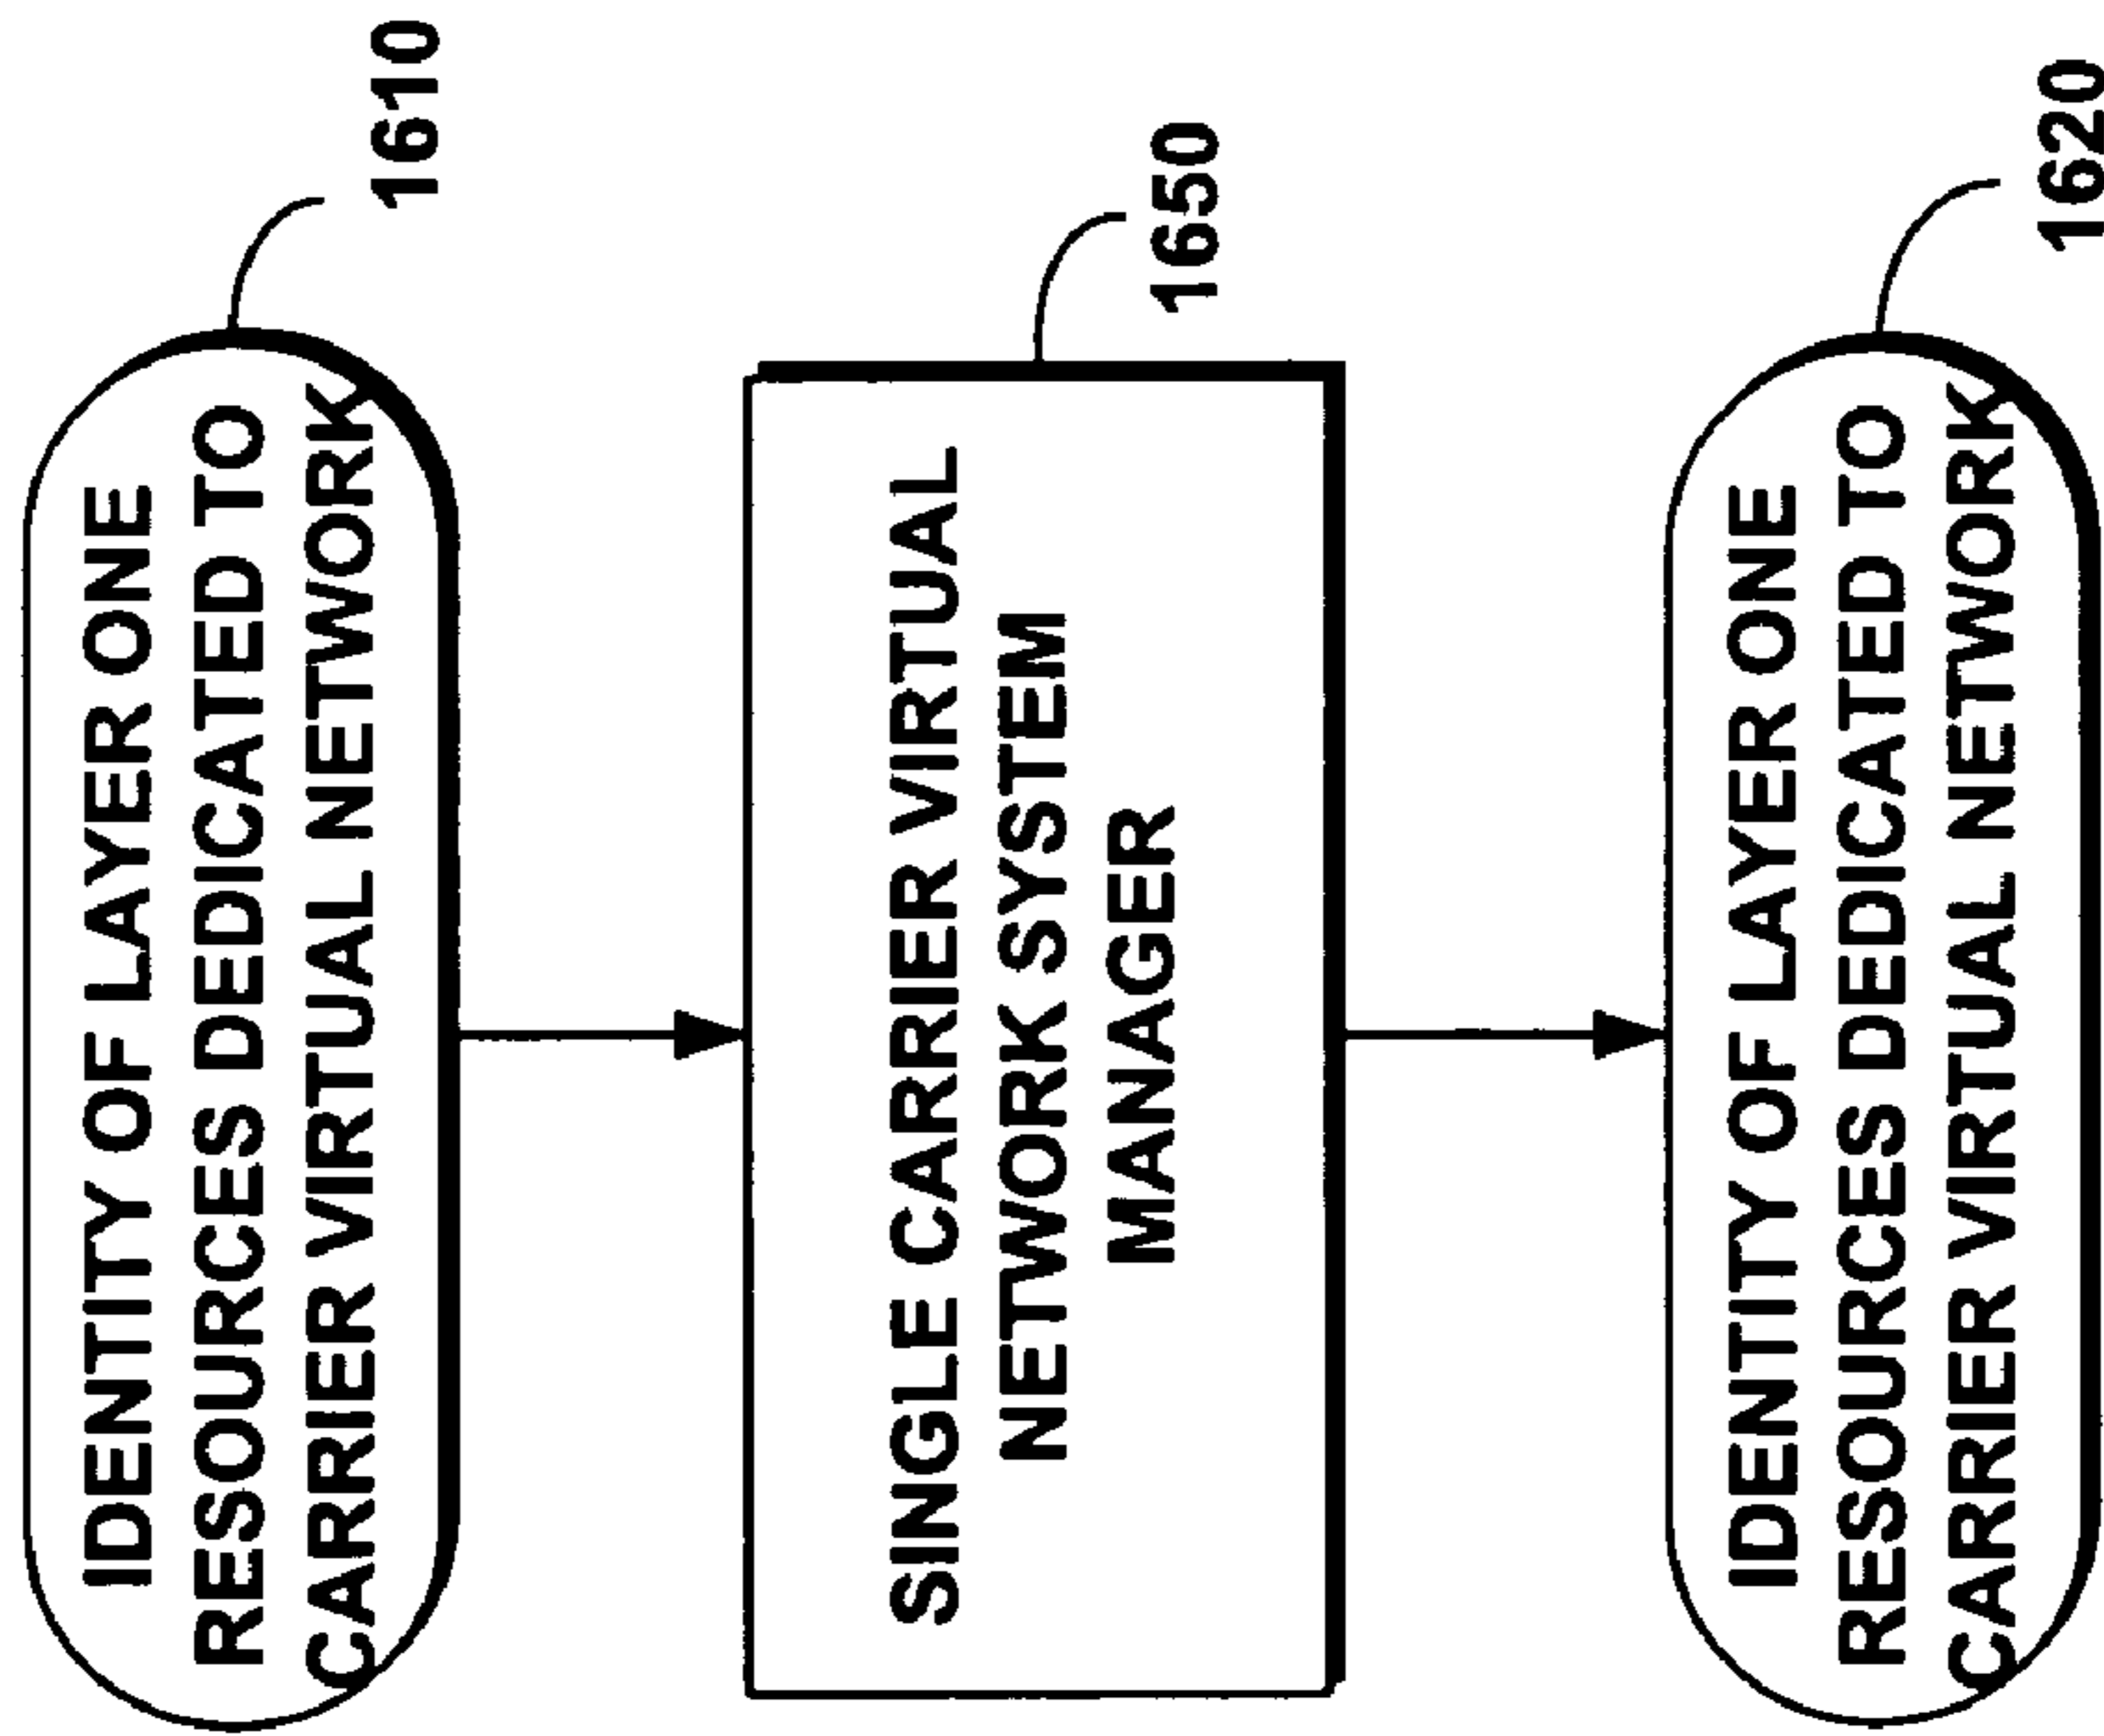 IDENTITY OF LAYER ONE
RESOURCES DEDICATED TO
CARRIER VIRTUAL NETWORK
1610
SINGLE CARRIER VIRTUAL
NETWORK SYSTEM
MANAGER
1650
IDENTITY OF LAYER ONE
RESOURCES DEDICATED TO
CARRIER VIRTUAL NETWORK
1620